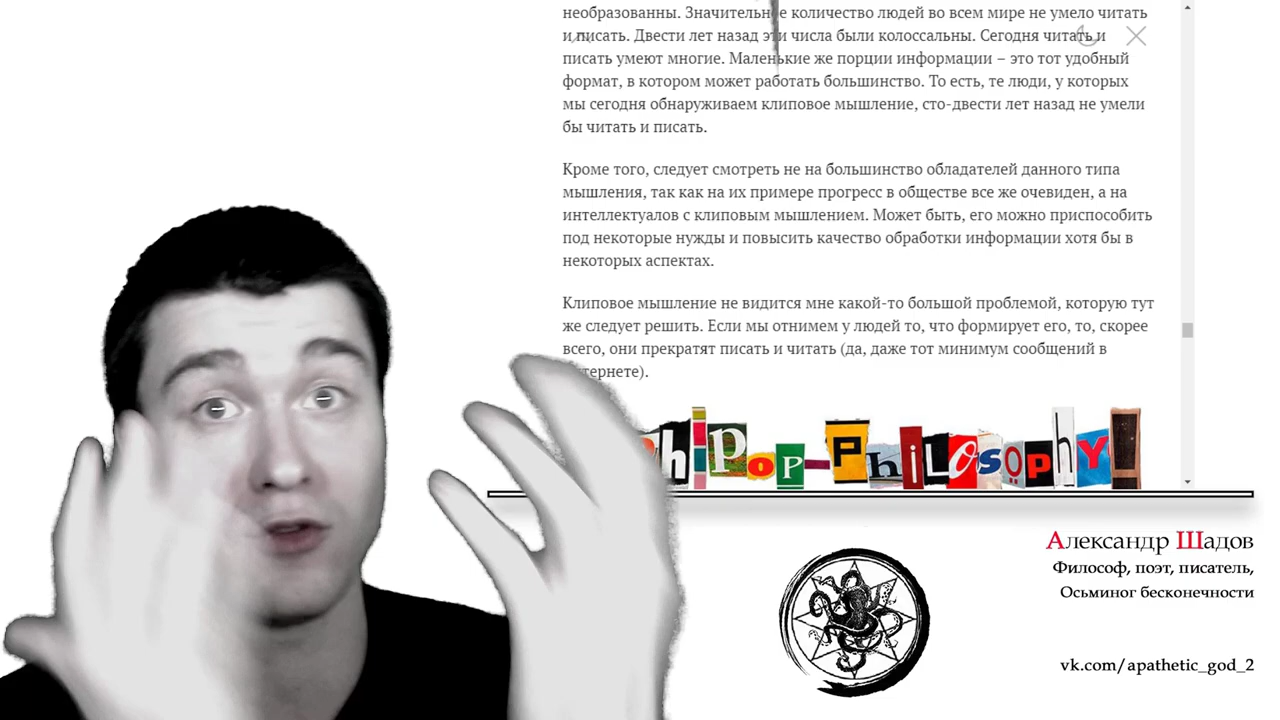 необразованны. Значительное количество людей во всем мире не умело читать
и писать. Двести лет назад эти числа были колоссальны. Сегодня читать и
писать умеют многие. Маленькие же порции информации – это тот удобный
формат, в котором может работать большинство. То есть, те люди, у которых
мы сегодня обнаруживаем клиповое мышление, сто-двести лет назад не умели
бы читать и писать.
Кроме того, следует смотреть не на большинство обладателей данного типа
мышления, так как на их примере прогресс в обществе все же очевиден, а на
интеллектуалов с клиповым мышлением. Может быть, его можно приспособить
под некоторые нужды и повысить качество обработки информации хотя бы в
некоторых аспектах.
Клиповое мышление не видится мне какой-то большой проблемой, которую тут
же следует решить. Если мы отнимем у людей то, что формирует его, то, скорее
всего, они прекратят писать и читать (да, даже тот минимум сообщений в
тернете).
PoP-PhiLOSophY!
Александр Шадов
Философ, поэт, писатель,
Осьминог бесконечности
vk.com/apathetic_god_2